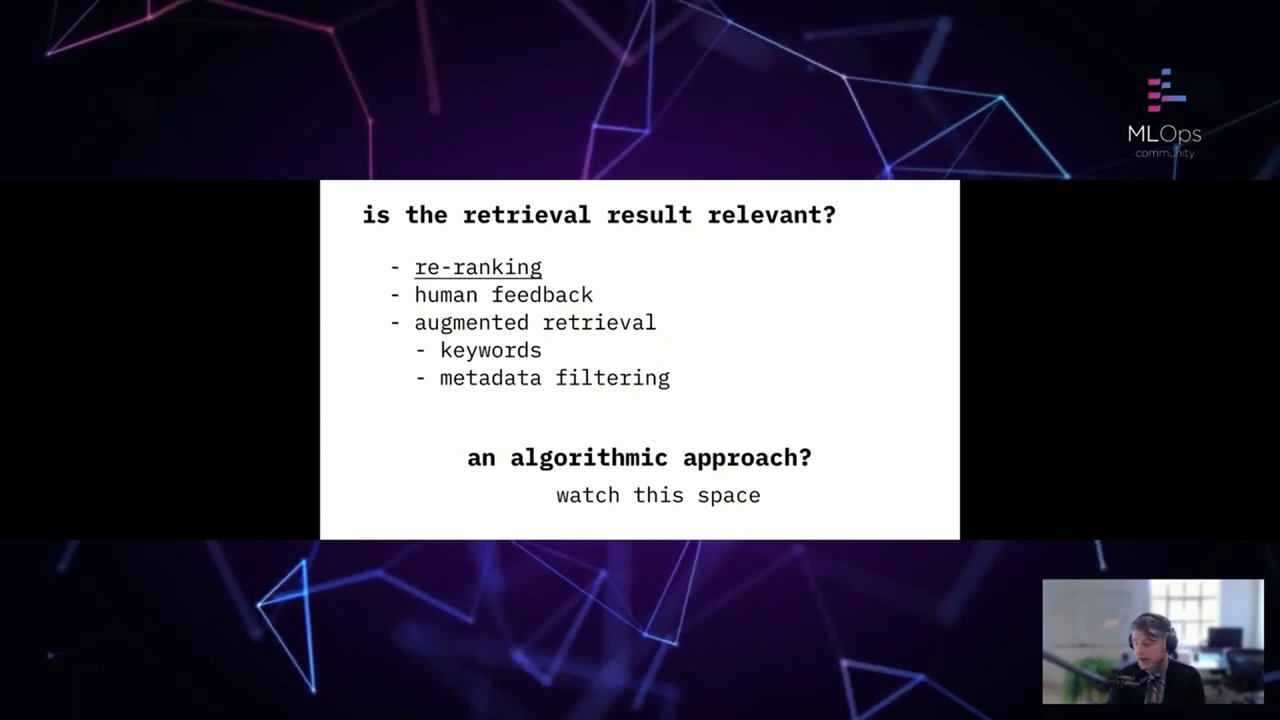 MLOps
community
is the retrieval result relevant?
- re-ranking
- human feedback
- augmented retrieval
- keywords
- metadata filtering
an algorithmic approach?
watch this space